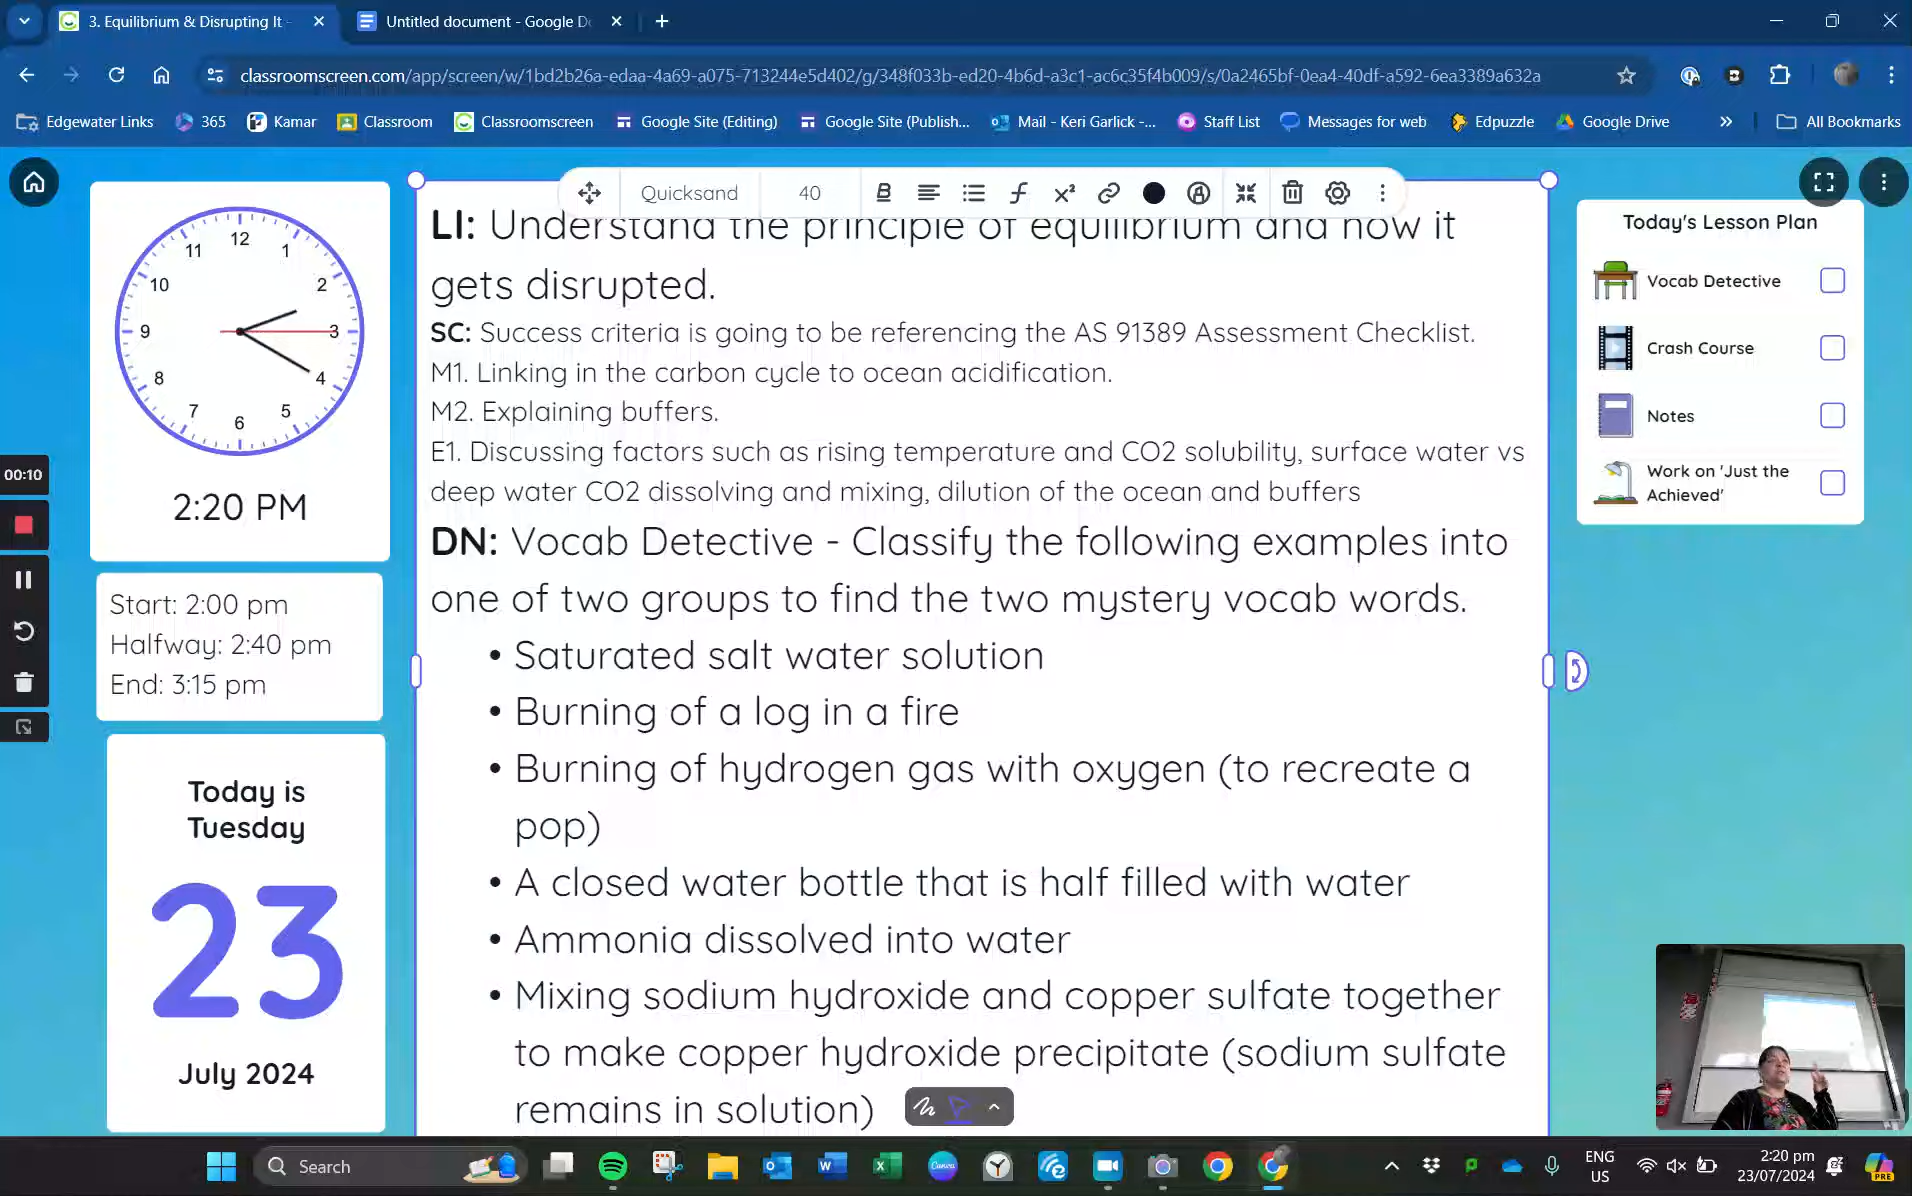 3. Equilibrium & Disrupting It -
Untitled document - Google Do
classroomscreen.com/app/screen/w/1bd2b26a-edaa-4a69-a075-713244e5d402/g/348f033b-ed20-4b6d-a3c1-ac6c35f4b009/s/0a2465bf-0ea4-40df-a592-6ea3389a632a
Edgewater Links 365 Kamar Classroom Classroomscreen Google Site (Editing) Google Site (Publish... Mail - Keri Garlick -... Staff List Messages for web Edpuzzle Google Drive » All Bookmarks
Quicksand 40
12 1 2 3 4 5 6 7 8 9 10 11
2:20 PM
00:10
Start: 2:00 pm
Halfway: 2:40 pm
End: 3:15 pm
Today is
Tuesday
23
July 2024
LI: Understand the principle of equilibrium and how it
gets disrupted.
SC: Success criteria is going to be referencing the AS 91389 Assessment Checklist.
M1. Linking in the carbon cycle to ocean acidification.
M2. Explaining buffers.
E1. Discussing factors such as rising temperature and CO2 solubility, surface water vs
deep water CO2 dissolving and mixing, dilution of the ocean and buffers
DN: Vocab Detective - Classify the following examples into
one of two groups to find the two mystery vocab words.
• Saturated salt water solution
• Burning of a log in a fire
• Burning of hydrogen gas with oxygen (to recreate a
pop)
• A closed water bottle that is half filled with water
• Ammonia dissolved into water
• Mixing sodium hydroxide and copper sulfate together
to make copper hydroxide precipitate (sodium sulfate
remains in solution)
Today's Lesson Plan
Vocab Detective
Crash Course
Notes
Work on 'Just the
Achieved'
Search
ENG
US
2:20 pm
23/07/2024
PRE